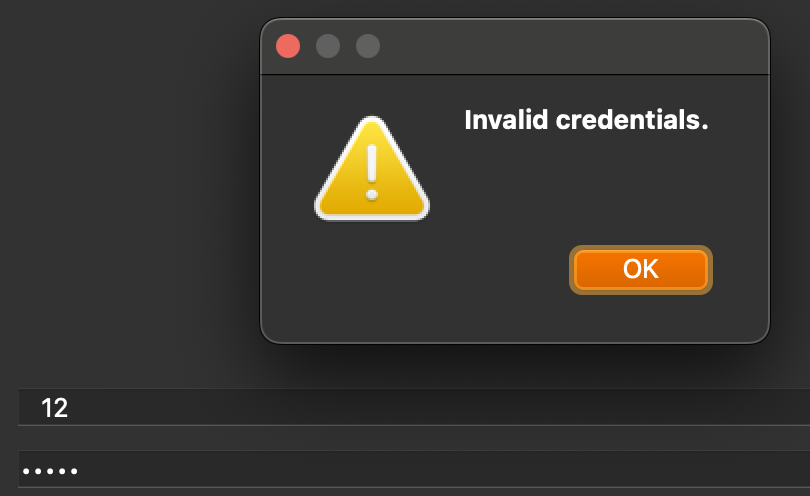 Invalid credentials.
OK
12
•••••